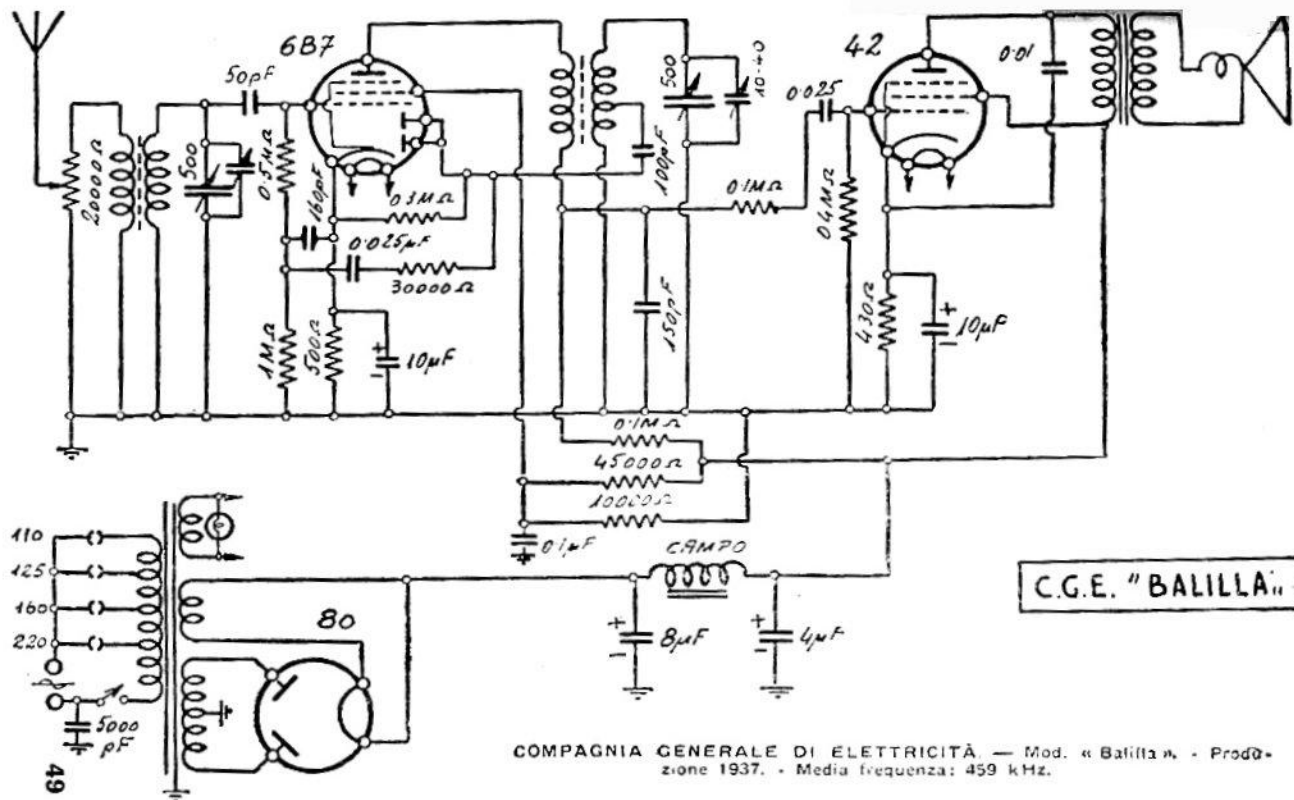 6B7
42
0.01
50pF
500
10-40
0.025
20000Ω
500
0.5MΩ
160pF
0.3MΩ
100pF
0.1MΩ
0.4MΩ
0.025µF
30000Ω
150pF
430Ω
1MΩ
500Ω
+
-
10µF
+
-
10µF
0.1MΩ
45000Ω
10000Ω
0.1µF
CAMPO
110
125
160
220
80
+
-
8µF
+
-
4µF
C.G.E. "BALILLA"
5000
pF
49
COMPAGNIA GENERALE DI ELETTRICITÀ. — Mod. « Balilla ». - Produ-
zione 1937. - Media frequenza: 459 kHz.